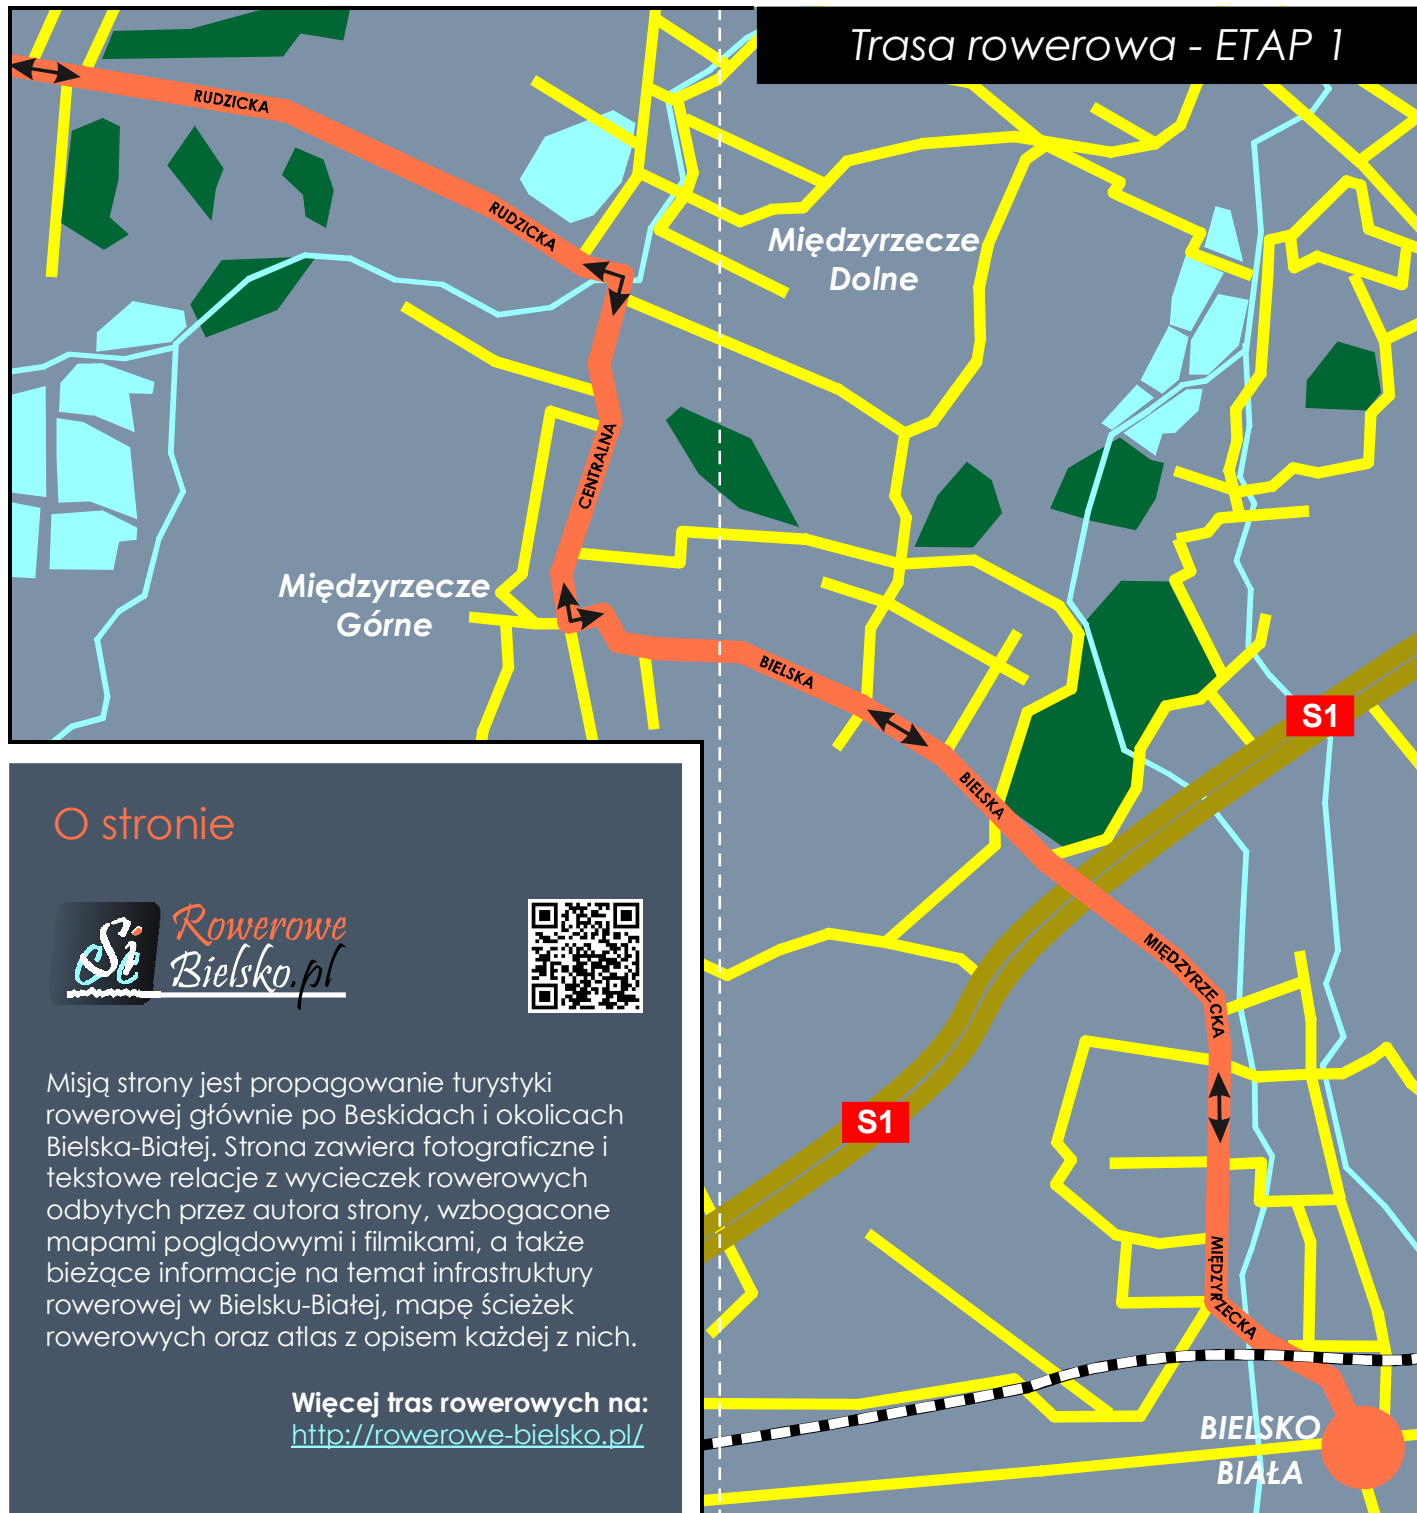 Trasa rowerowa - ETAP 1
RUDZICKA
RUDZICKA
Międzyrzecze
Dolne
CENTRALNA
Międzyrzecze
Górne
BIELSKA
S1
BIELSKA
O stronie
Si Rowerowe
Bielsko.pl
MIĘDZYRZECKA
S1
Misją strony jest propagowanie turystyki
rowerowej głównie po Beskidach i okolicach
Bielska-Białej. Strona zawiera fotograficzne i
tekstowe relacje z wycieczek rowerowych
odbytych przez autora strony, wzbogacone
mapami poglądowymi i filmikami, a także
bieżące informacje na temat infrastruktury
rowerowej w Bielsku-Białej, mapę ścieżek
rowerowych oraz atlas z opisem każdej z nich.
MIĘDZYRZECKA
Więcej tras rowerowych na:
http://rowerowe-bielsko.pl/
BIELSKO
BIAŁA